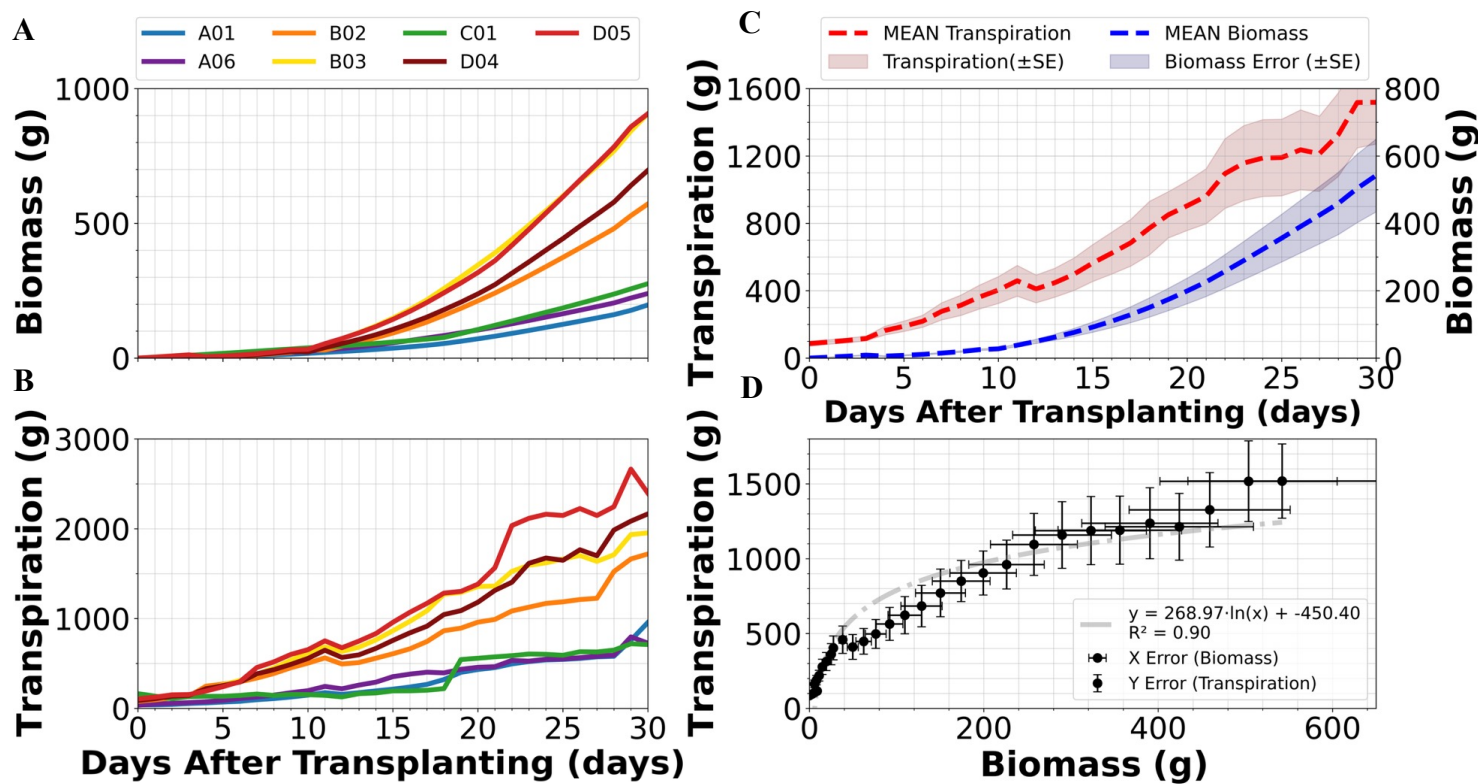 A
A01
B02
C01
D05
A06
B03
D04
Biomass (g)
1000
500
0
B
Transpiration (g)
3000
2000
1000
0
0
5
10
15
20
25
30
Days After Transplanting (days)
C
MEAN Transpiration
MEAN Biomass
Transpiration(±SE)
Biomass Error (±SE)
Transpiration (g)
1600
1200
800
400
0
800
600
400
200
0
Biomass (g)
0
5
10
15
20
25
30
Days After Transplanting (days)
D
Transpiration (g)
1500
1000
500
0
y = 268.97·ln(x) + -450.40
R² = 0.90
X Error (Biomass)
Y Error (Transpiration)
200
400
600
Biomass (g)